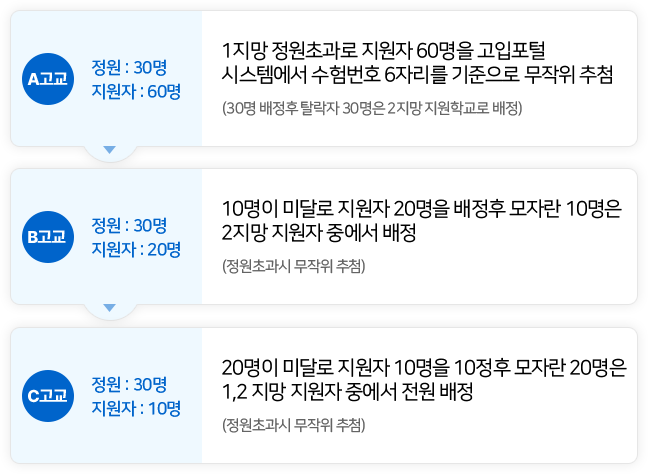 A고교
정원 : 30명
지원자 : 60명
1지망 정원초과로 지원자 60명을 고입포털
시스템에서 수험번호 6자리를 기준으로 무작위 추첨
(30명 배정후 탈락자 30명은 2지망 지원학교로 배정)
B고교
정원 : 30명
지원자 : 20명
10명이 미달로 지원자 20명을 배정후 모자란 10명은
2지망 지원자 중에서 배정
(정원초과시 무작위 추첨)
C고교
정원 : 30명
지원자 : 10명
20명이 미달로 지원자 10명을 10정후 모자란 20명은
1,2 지망 지원자 중에서 전원 배정
(정원초과시 무작위 추첨)